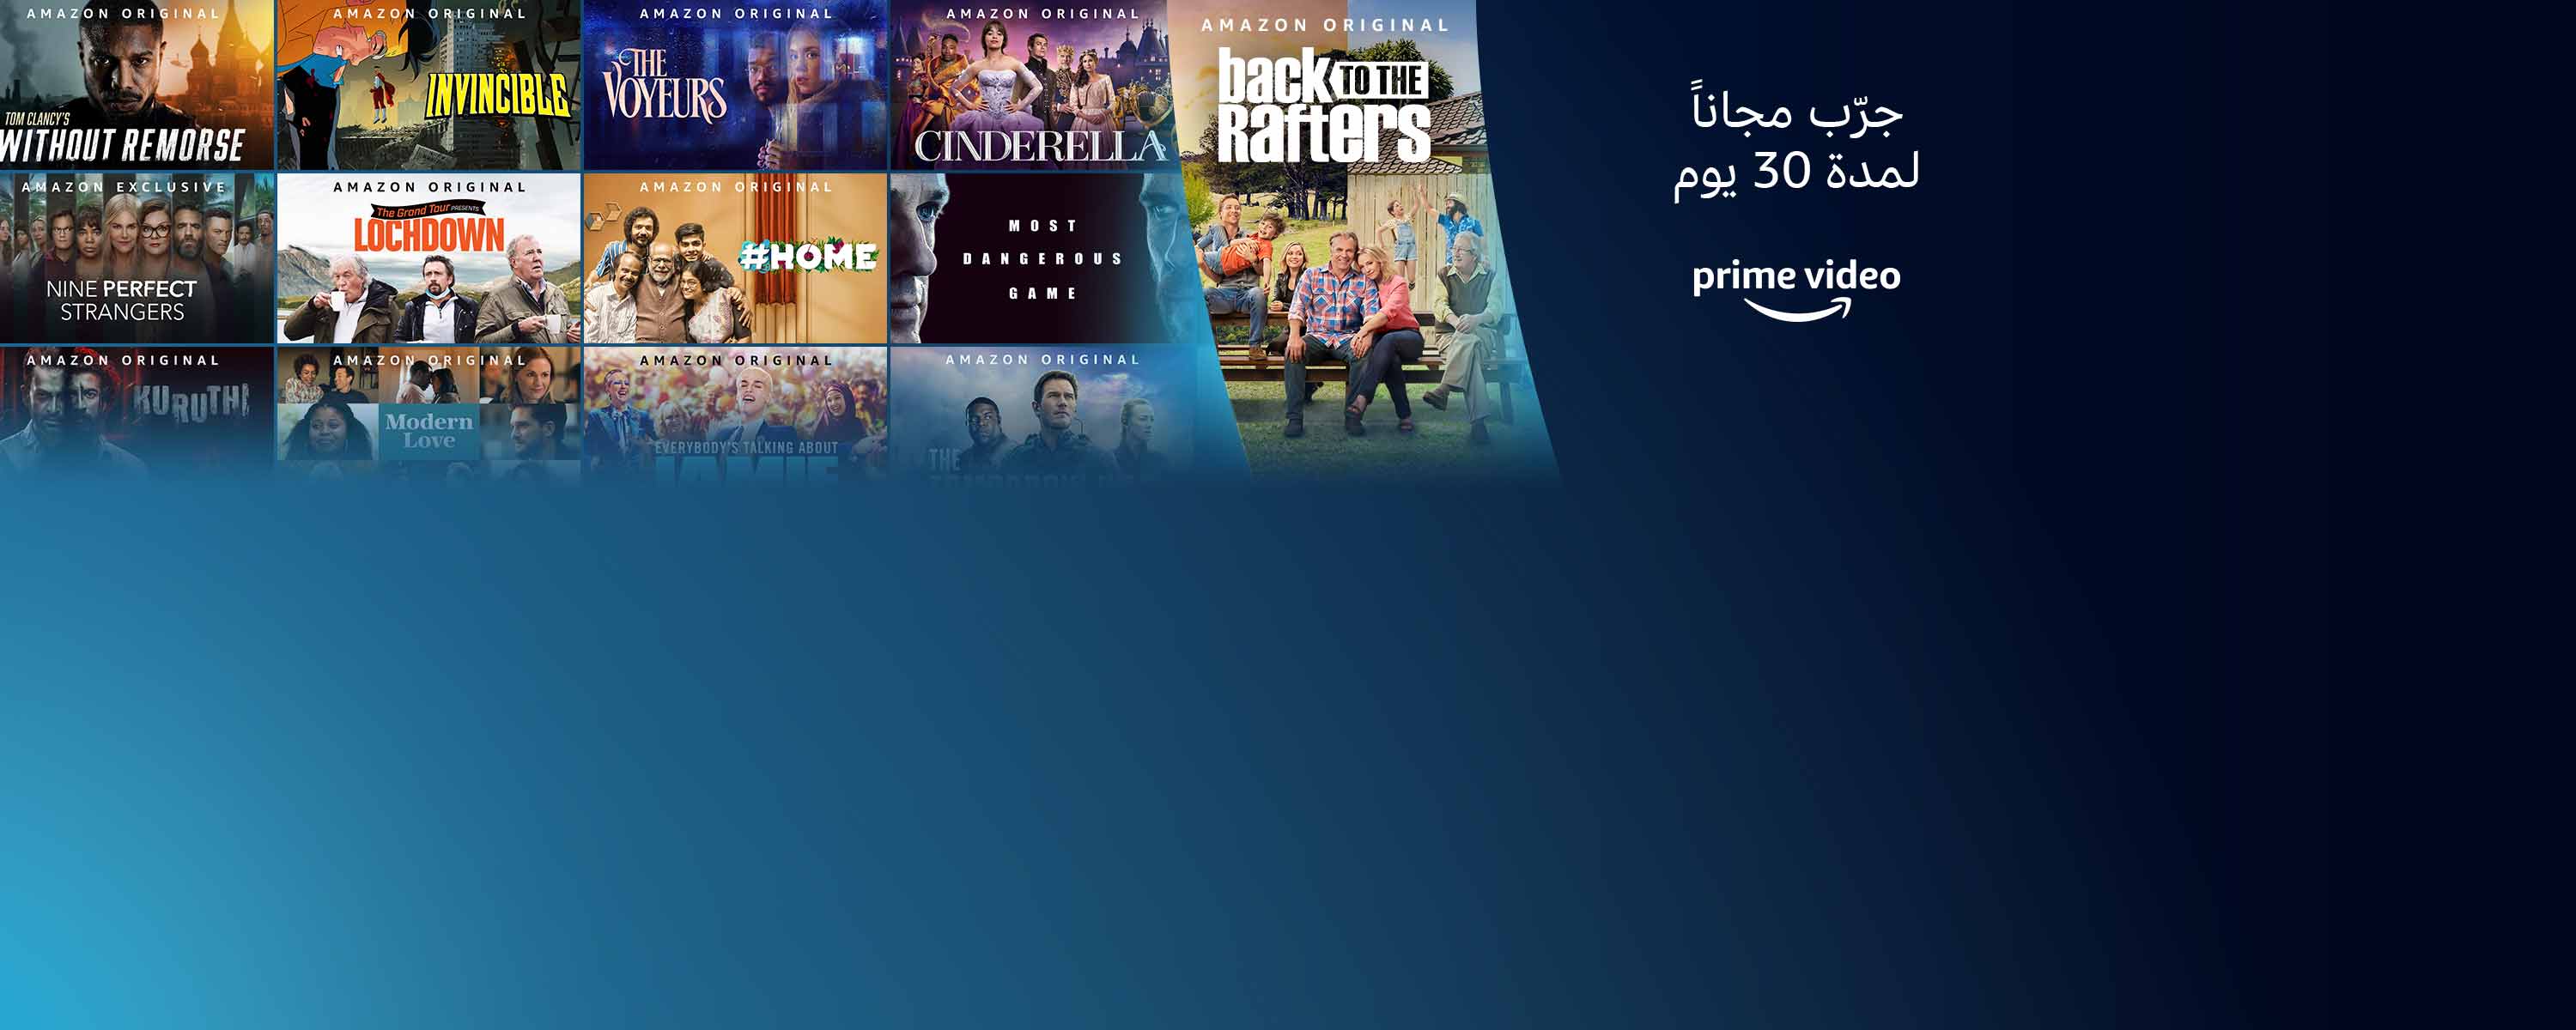 AMAZON ORIGINAL
TOM CLANCY'S
WITHOUT REMORSE
AMAZON ORIGINAL
INVINCIBLE
AMAZON ORIGINAL
THE
VOYEURS
AMAZON ORIGINAL
CINDERELLA
AMAZON ORIGINAL
back TO THE
Rafters
AMAZON EXCLUSIVE
NINE PERFECT
STRANGERS
AMAZON ORIGINAL
The Grand Tour PRESENTS
LOCHDOWN
AMAZON ORIGINAL
#HOME
MOST
DANGEROUS
GAME
AMAZON ORIGINAL
KURUTHI
AMAZON ORIGINAL
Modern
Love
AMAZON ORIGINAL
EVERYBODY'S TALKING ABOUT
JAMIE
AMAZON ORIGINAL
THE
TOMORROW
جرّب مجاناً
لمدة 30 يوم
prime video